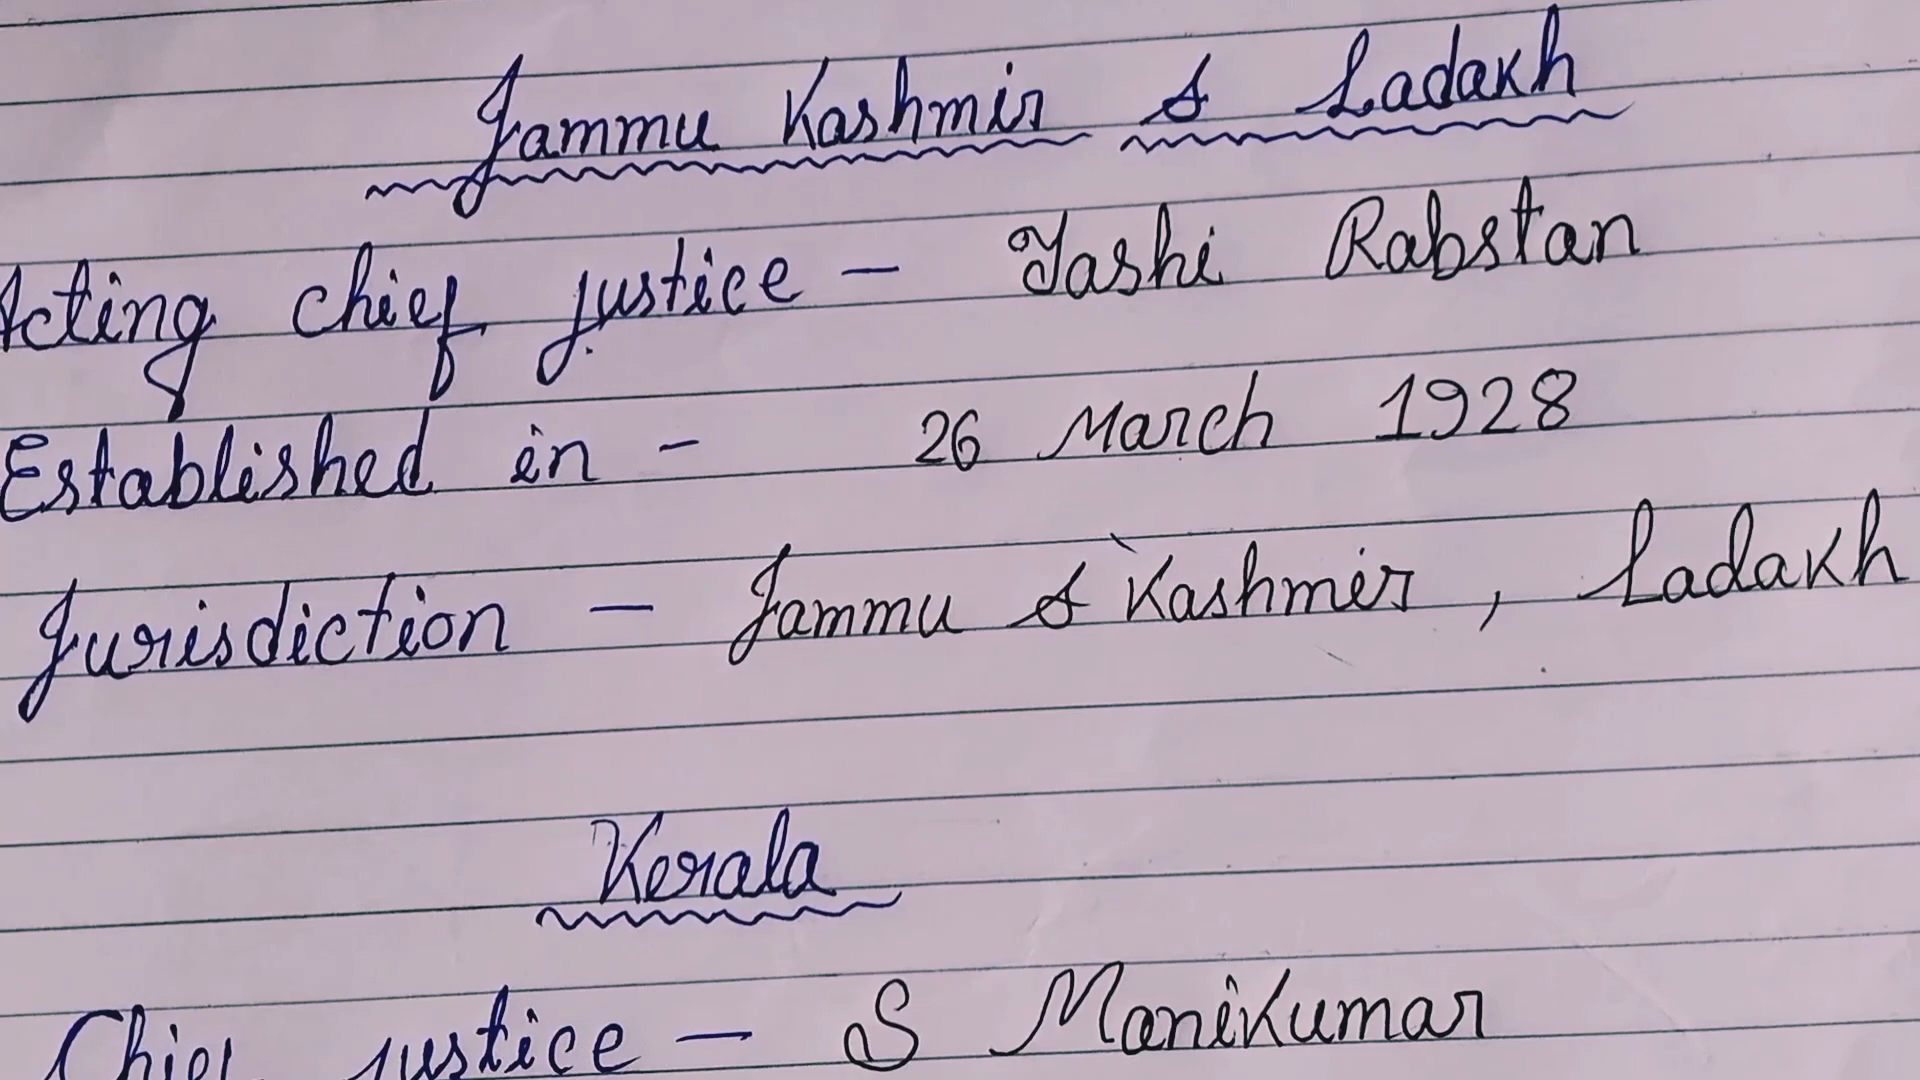 Jammu Kashmir & Ladakh
Acting chief justice - Tashi Rabstan
Established in - 26 March 1928
Jurisdiction - Jammu & Kashmir, Ladakh
Kerala
Chief justice - S Manikumar